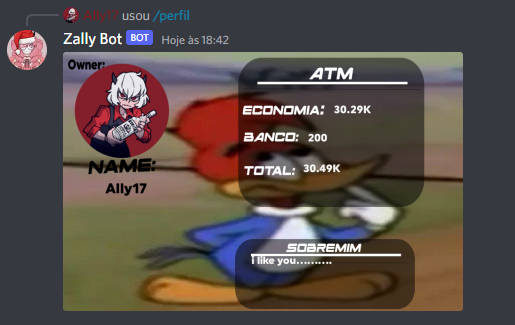 Ally17 usou /perfil
Zally Bot BOT Hoje às 18:42
Owner:
NAME:
Ally17
ATM
ECONOMIA: 30.29K
BANCO: 200
TOTAL: 30.49K
SOBREMIM
I like you..........